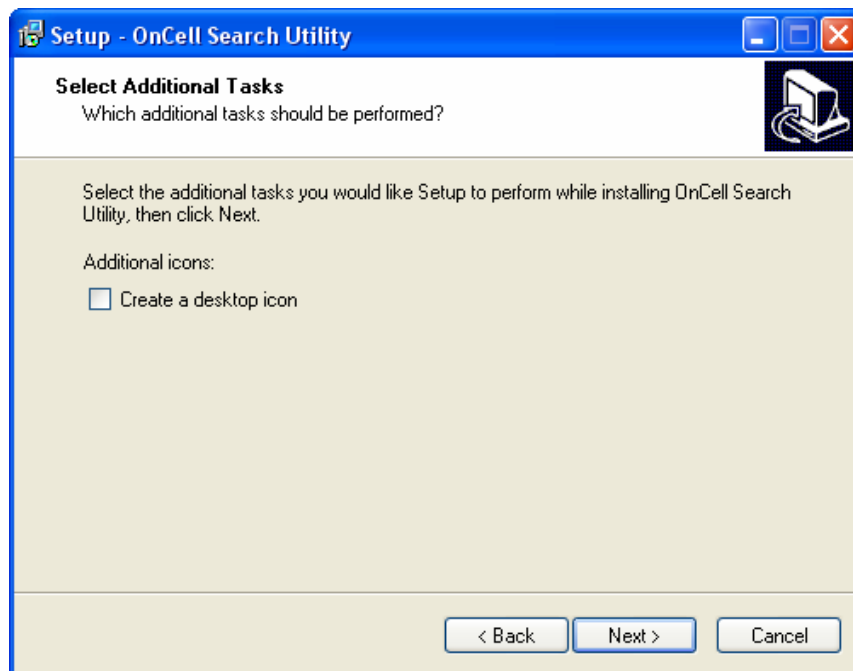 Setup - OnCell Search Utility
Select Additional Tasks
Which additional tasks should be performed?
Select the additional tasks you would like Setup to perform while installing OnCell Search
Utility, then click Next.
Additional icons:
Create a desktop icon
< Back Next > Cancel